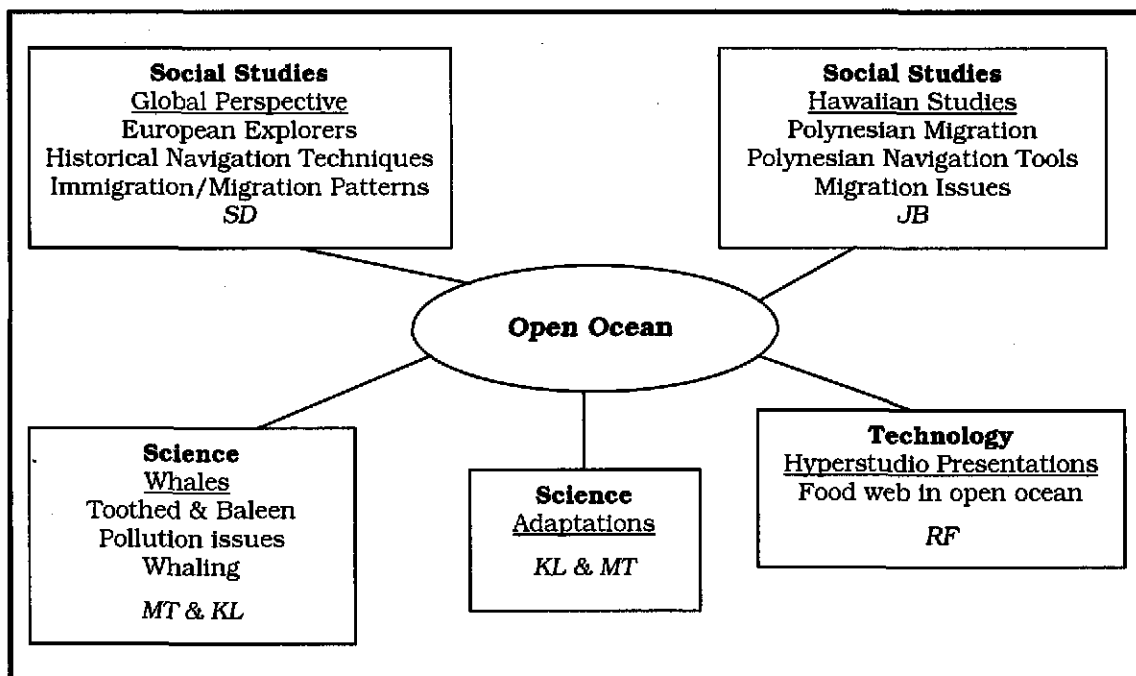 Social Studies
Global Perspective
European Explorers
Historical Navigation Techniques
Immigration/Migration Patterns
SD
Social Studies
Hawaiian Studies
Polynesian Migration
Polynesian Navigation Tools
Migration Issues
JB
Open Ocean
Science
Whales
Toothed & Baleen
Pollution issues
Whaling
MT & KL
Science
Adaptations
KL & MT
Technology
Hyperstudio Presentations
Food web in open ocean
RF